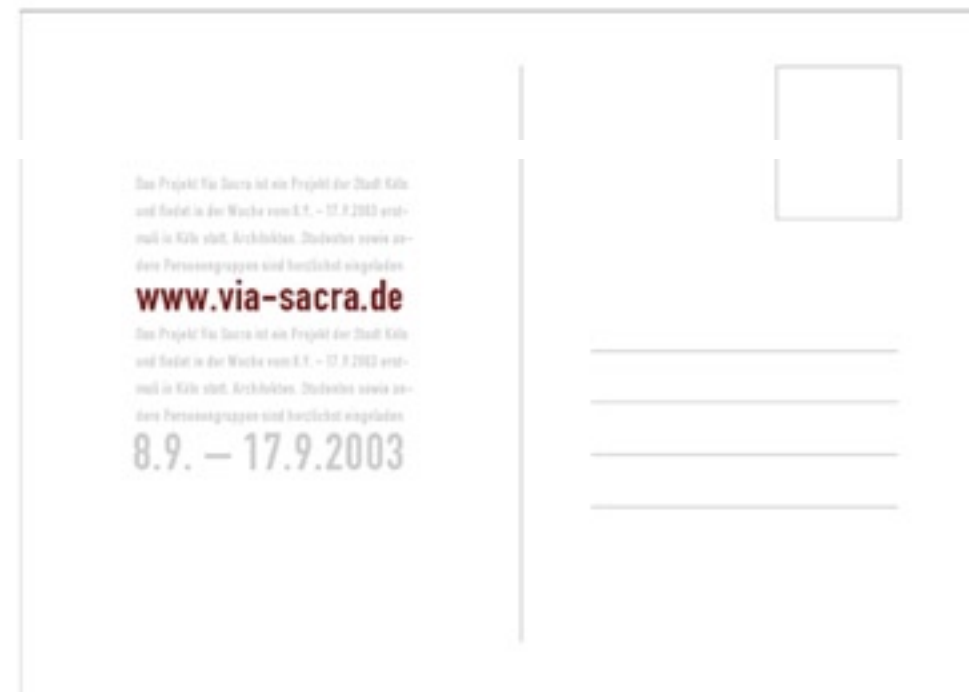 Das Projekt Via Sacra ist ein Projekt der Stadt Köln
und findet in der Woche vom 8.9. – 17.9.2003 erst-
mals in Köln statt. Architekten, Studenten sowie an-
dere Personengruppen sind herzlichst eingeladen
www.via-sacra.de
Das Projekt Via Sacra ist ein Projekt der Stadt Köln
und findet in der Woche vom 8.9. – 17.9.2003 erst-
mals in Köln statt. Architekten, Studenten sowie an-
dere Personengruppen sind herzlichst eingeladen
8.9. – 17.9.2003